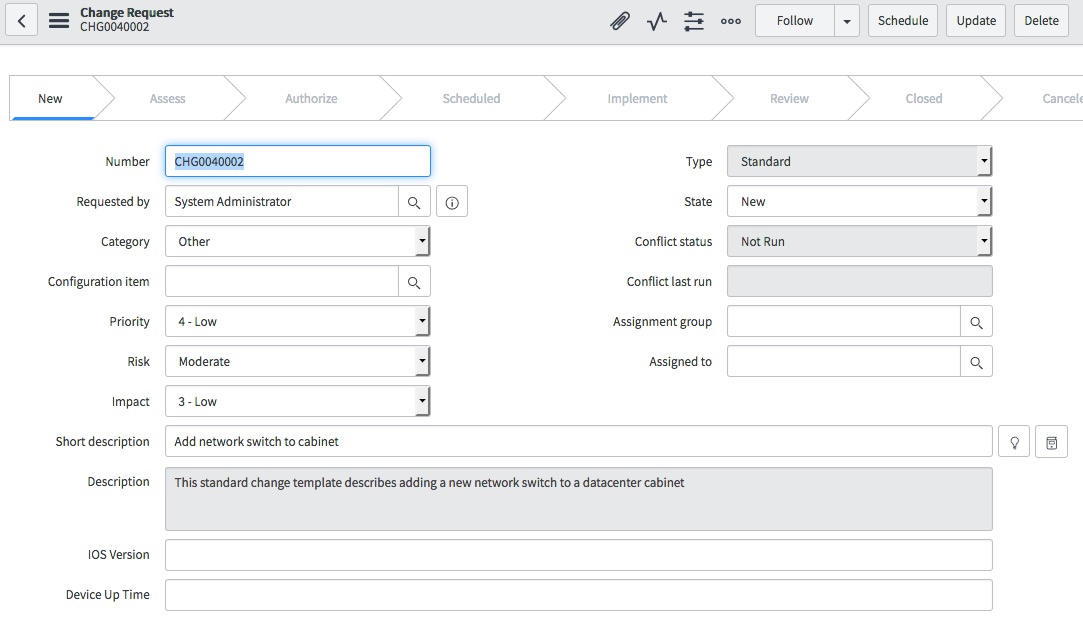 Change Request
CHG0040002
Follow
Schedule
Update
Delete
New
Assess
Authorize
Scheduled
Implement
Review
Closed
Cancele
Number CHG0040002
Type Standard
Requested by System Administrator
State New
Category Other
Conflict status Not Run
Configuration item
Conflict last run
Priority 4 - Low
Assignment group
Risk Moderate
Assigned to
Impact 3 - Low
Short description Add network switch to cabinet
Description This standard change template describes adding a new network switch to a datacenter cabinet
IOS Version
Device Up Time